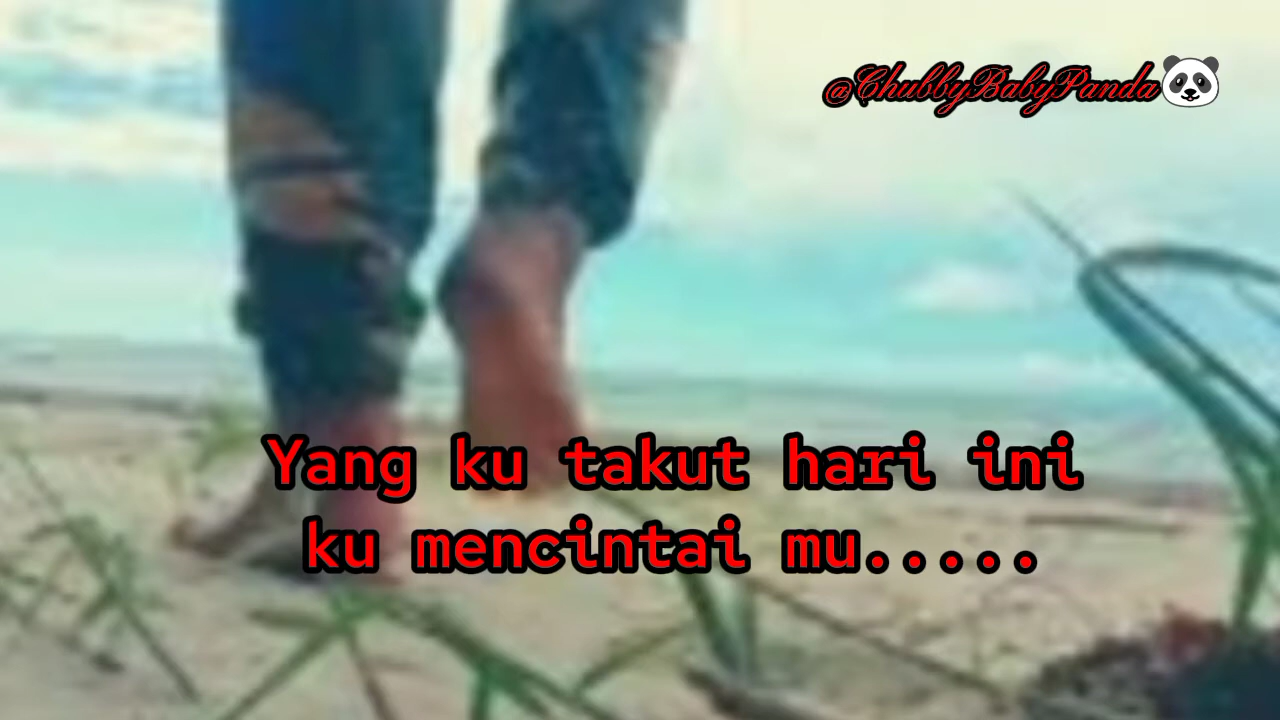 @ChubbyBabyPanda🐼
Yang ku takut hari ini
ku mencintai mu.....